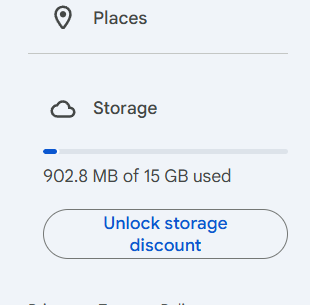 Places
Storage
902.8 MB of 15 GB used
Unlock storage
discount